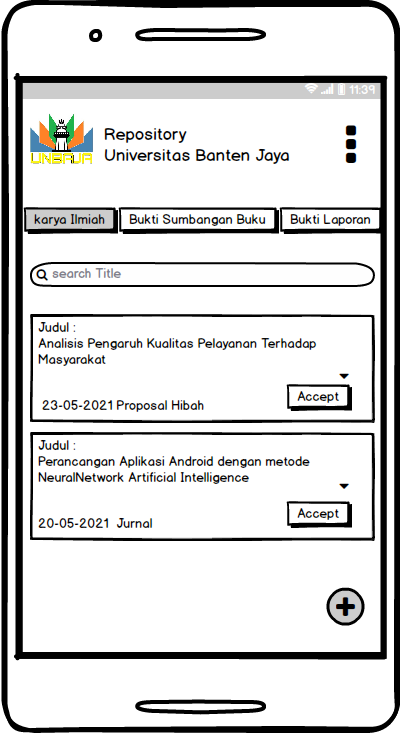 11:39
UNBAJA
Repository
Universitas Banten Jaya
karya Ilmiah
Bukti Sumbangan Buku
Bukti Laporan
search Title
Judul :
Analisis Pengaruh Kualitas Pelayanan Terhadap
Masyarakat
Accept
23-05-2021 Proposal Hibah
Judul :
Perancangan Aplikasi Android dengan metode
NeuralNetwork Artificial Intelligence
Accept
20-05-2021 Jurnal